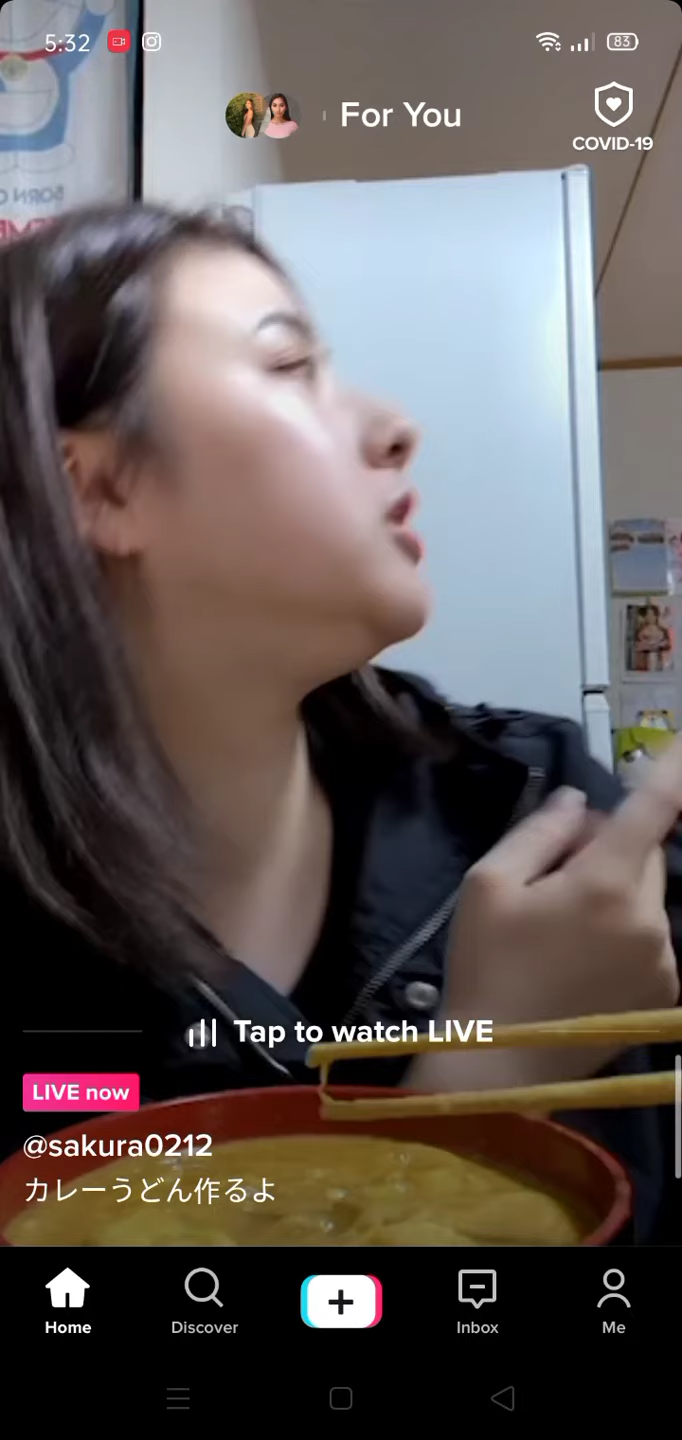 5:32
83
For You
COVID-19
Tap to watch LIVE
LIVE now
@sakura0212
カレーうどん作るよ
Home
Discover
Inbox
Me